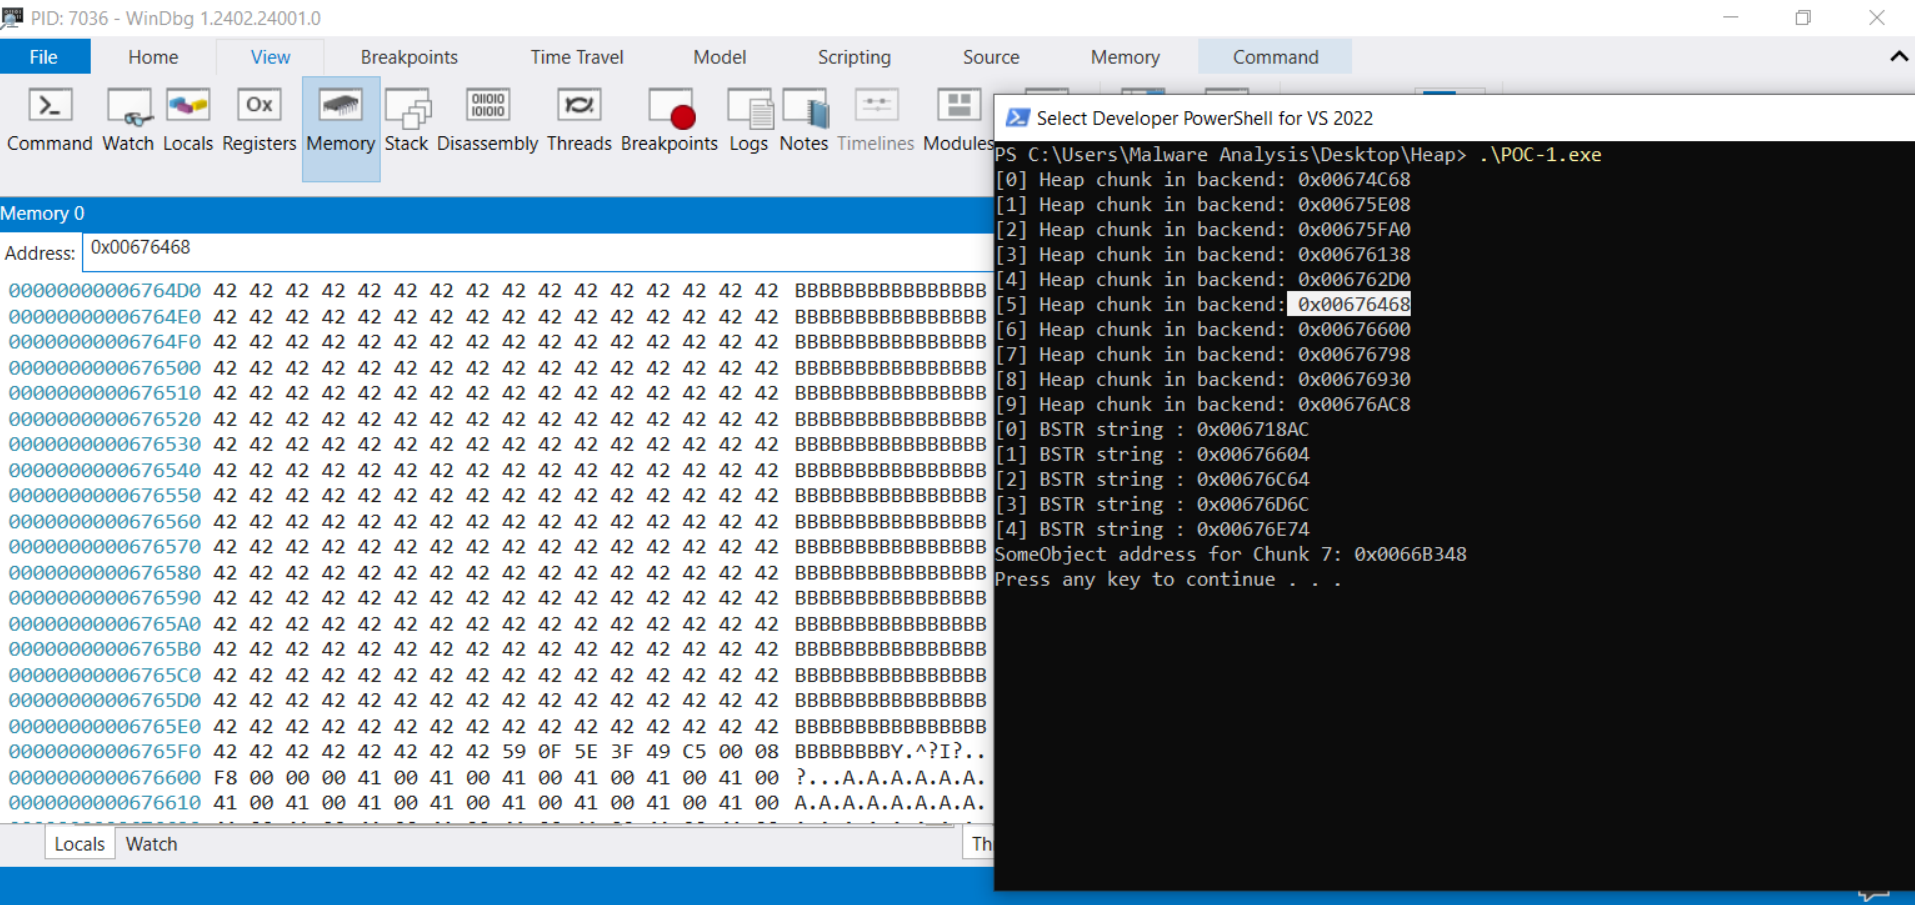 PID: 7036 - WinDbg 1.2402.24001.0
File Home View Breakpoints Time Travel Model Scripting Source Memory Command
Command Watch Locals Registers Memory Stack Disassembly Threads Breakpoints Logs Notes Timelines Modules
Memory 0
Address: 0x00676468
00000000006764D0 42 42 42 42 42 42 42 42 42 42 42 42 42 42 42 42 BBBBBBBBBBBBBBBB
00000000006764E0 42 42 42 42 42 42 42 42 42 42 42 42 42 42 42 42 BBBBBBBBBBBBBBBB
00000000006764F0 42 42 42 42 42 42 42 42 42 42 42 42 42 42 42 42 BBBBBBBBBBBBBBBB
0000000000676500 42 42 42 42 42 42 42 42 42 42 42 42 42 42 42 42 BBBBBBBBBBBBBBBB
0000000000676510 42 42 42 42 42 42 42 42 42 42 42 42 42 42 42 42 BBBBBBBBBBBBBBBB
0000000000676520 42 42 42 42 42 42 42 42 42 42 42 42 42 42 42 42 BBBBBBBBBBBBBBBB
0000000000676530 42 42 42 42 42 42 42 42 42 42 42 42 42 42 42 42 BBBBBBBBBBBBBBBB
0000000000676540 42 42 42 42 42 42 42 42 42 42 42 42 42 42 42 42 BBBBBBBBBBBBBBBB
0000000000676550 42 42 42 42 42 42 42 42 42 42 42 42 42 42 42 42 BBBBBBBBBBBBBBBB
0000000000676560 42 42 42 42 42 42 42 42 42 42 42 42 42 42 42 42 BBBBBBBBBBBBBBBB
0000000000676570 42 42 42 42 42 42 42 42 42 42 42 42 42 42 42 42 BBBBBBBBBBBBBBBB
0000000000676580 42 42 42 42 42 42 42 42 42 42 42 42 42 42 42 42 BBBBBBBBBBBBBBBB
0000000000676590 42 42 42 42 42 42 42 42 42 42 42 42 42 42 42 42 BBBBBBBBBBBBBBBB
00000000006765A0 42 42 42 42 42 42 42 42 42 42 42 42 42 42 42 42 BBBBBBBBBBBBBBBB
00000000006765B0 42 42 42 42 42 42 42 42 42 42 42 42 42 42 42 42 BBBBBBBBBBBBBBBB
00000000006765C0 42 42 42 42 42 42 42 42 42 42 42 42 42 42 42 42 BBBBBBBBBBBBBBBB
00000000006765D0 42 42 42 42 42 42 42 42 42 42 42 42 42 42 42 42 BBBBBBBBBBBBBBBB
00000000006765E0 42 42 42 42 42 42 42 42 42 42 42 42 42 42 42 42 BBBBBBBBBBBBBBBB
00000000006765F0 42 42 42 42 42 42 42 42 59 0F 5E 3F 49 C5 00 08 BBBBBBBBY.^?I?..
0000000000676600 F8 00 00 00 41 00 41 00 41 00 41 00 41 00 41 00 ?...A.A.A.A.A.A.
0000000000676610 41 00 41 00 41 00 41 00 41 00 41 00 41 00 41 00 A.A.A.A.A.A.A.A.
Locals Watch Th
Select Developer PowerShell for VS 2022
PS C:\Users\Malware Analysis\Desktop\Heap> .\POC-1.exe
[0] Heap chunk in backend: 0x00674C68
[1] Heap chunk in backend: 0x00675E08
[2] Heap chunk in backend: 0x00675FA0
[3] Heap chunk in backend: 0x00676138
[4] Heap chunk in backend: 0x006762D0
[5] Heap chunk in backend: 0x00676468
[6] Heap chunk in backend: 0x00676600
[7] Heap chunk in backend: 0x00676798
[8] Heap chunk in backend: 0x00676930
[9] Heap chunk in backend: 0x00676AC8
[0] BSTR string : 0x006718AC
[1] BSTR string : 0x00676604
[2] BSTR string : 0x00676C64
[3] BSTR string : 0x00676D6C
[4] BSTR string : 0x00676E74
SomeObject address for Chunk 7: 0x0066B348
Press any key to continue . . .